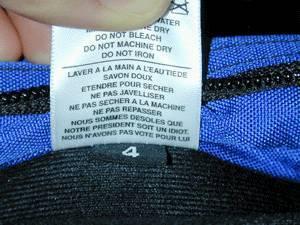 WATER
MACHINE DRY
DO NOT BLEACH
DO NOT MACHINE DRY
DO NOT IRON
LAVER A LA MAIN A L'EAU TIEDE
SAVON DOUX
ETENDRE POUR SECHER
NE PAS JAVELLISER
NE PAS SECHER A LA MACHINE
NE PAS REPASSER
NOUS SOMMES DESOLES QUE
NOTRE PRESIDENT SOIT UN IDIOT.
NOUS N'AVONS PAS VOTE POUR LUI
4